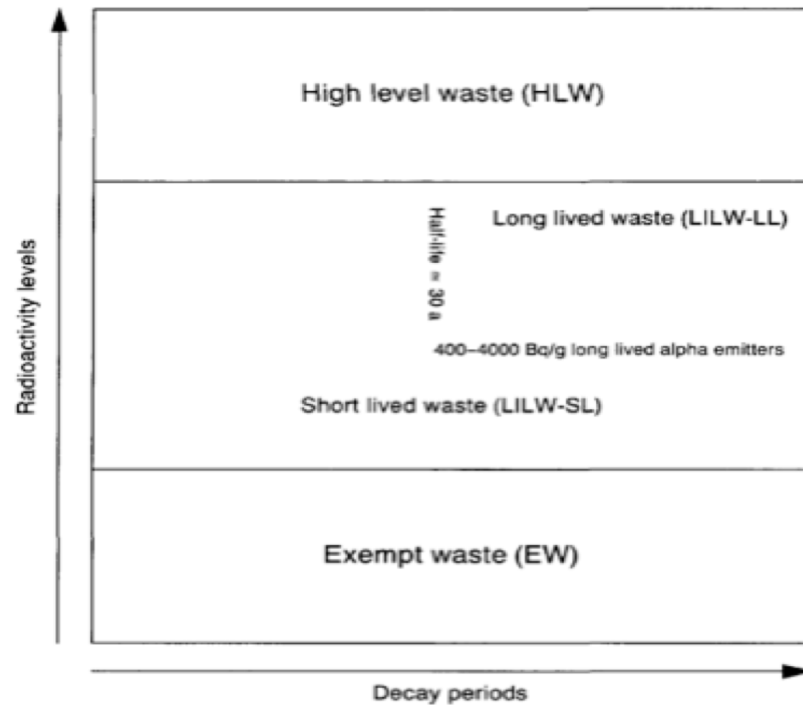 High level waste (HLW)
Radioactivity levels
Half-life = 30 a
Long lived waste (LILW-LL)
400–4000 Bq/g long lived alpha emitters
Short lived waste (LILW-SL)
Exempt waste (EW)
Decay periods